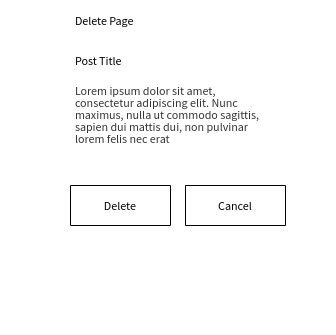 Delete Page
Post Title
Lorem ipsum dolor sit amet,
consectetur adipiscing elit. Nunc
maximus, nulla ut commodo sagittis,
sapien dui mattis dui, non pulvinar
lorem felis nec erat
Delete
Cancel